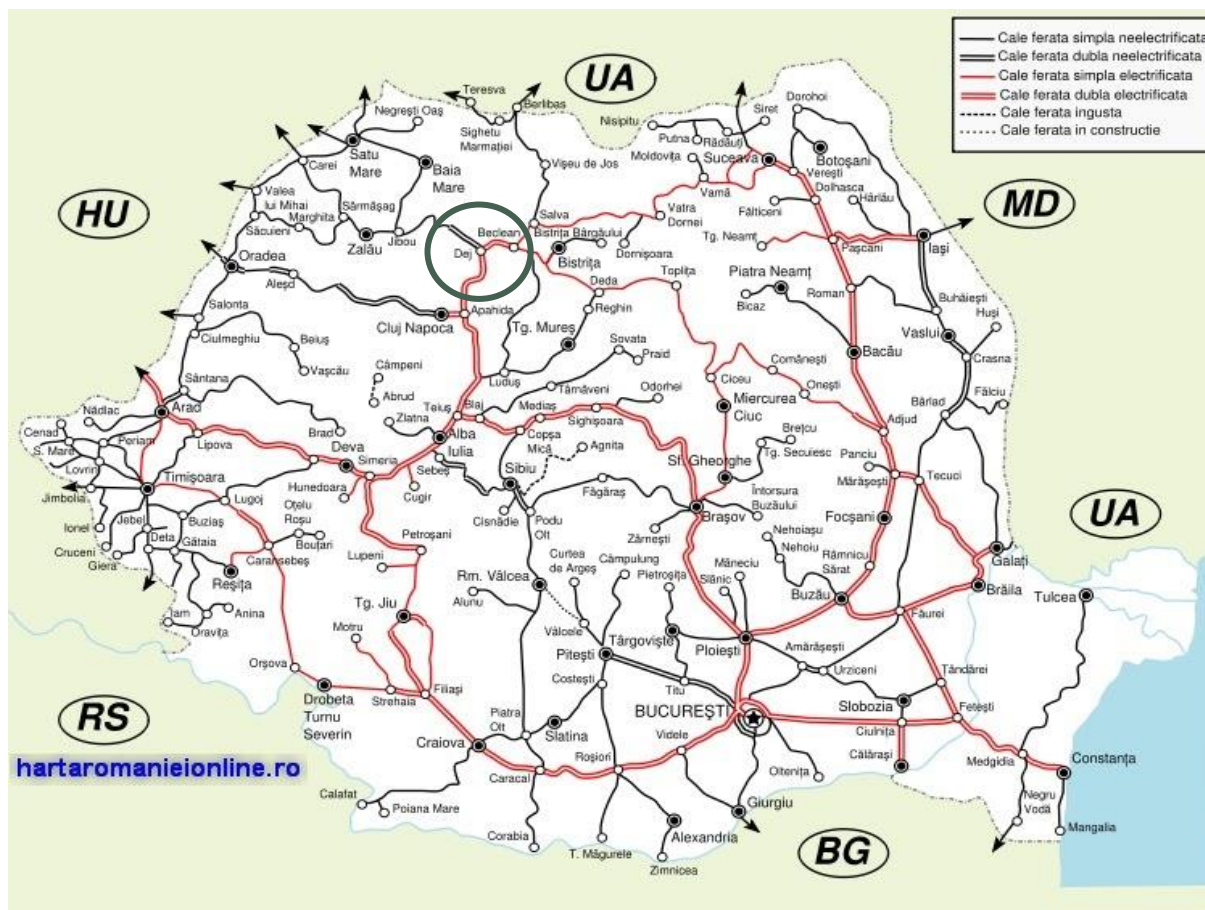 Cale ferata simpla neelectrificata
Cale ferata dubla neelectrificata
Cale ferata simpla electrificata
Cale ferata dubla electrificata
Cale ferata ingusta
Cale ferata in constructie
UA
HU
MD
UA
RS
BG
hartaromanieionline.ro
Teresva
Berlibas
Negrești Oaș
Sighetu
Marmației
Satu
Mare
Baia
Mare
Carei
Valea
lui Mihai
Săcuieni
Marghita
Sărmășag
Zalău
Jibou
Vișeu de Jos
Salva
Beclean
Dej
Bistrița Bârgăului
Bistrița
Nisipitu
Putna
Rădăuți
Siret
Dorohoi
Moldovița
Suceava
Botoșani
Vama
Verești
Dolhasca
Hârlău
Vatra
Dornei
Dornișoara
Fălticeni
Tg. Neamț
Pașcani
Iași
Oradea
Aleșd
Salonta
Ciulmeghiu
Beiuș
Vașcău
Cluj Napoca
Apahida
Deda
Reghin
Toplița
Tg. Mureș
Piatra Neamț
Bicaz
Roman
Buhăiești
Huși
Vaslui
Crasna
Bacău
Sovata
Praid
Odorhei
Luduș
Târnăveni
Ciceu
Miercurea
Ciuc
Comănești
Onești
Adjud
Bârlad
Fălciu
Câmpeni
Abrud
Zlatna
Teiuș
Blaj
Mediaș
Sighișoara
Copșa
Mică
Agnita
Alba
Iulia
Sântana
Nădlac
Arad
Cenad
Periam
S. Mare
Lovrin
Lipova
Brad
Deva
Simeria
Timișoara
Jimbolia
Hunedoara
Sebeș
Cugir
Sibiu
Cisnădie
Podu
Olt
Făgăraș
Sf. Gheorghe
Brețcu
Tg. Secuiesc
Întorsura
Buzăului
Brașov
Zărnești
Panciu
Mărășești
Tecuci
Focșani
Lugoj
Oțelu
Roșu
Bouțari
Caransebeș
Ionel
Jebel
Buziaș
Deta
Gătaia
Cruceni
Giera
Reșița
Iam
Anina
Oravița
Petroșani
Lupeni
Tg. Jiu
Motru
Rm. Vâlcea
Alunu
Curtea
de Argeș
Câmpulung
Vâlcele
Pietroșița
Măneciu
Slănic
Nehoiașu
Nehoiu
Râmnicu
Sărat
Buzău
Galați
Brăila
Tulcea
Făurei
Orșova
Drobeta
Turnu
Severin
Strehaia
Filiași
Craiova
Piatra
Olt
Slatina
Costești
Pitești
Târgoviște
Titu
Ploiești
Amărășești
Urziceni
Țăndărei
Slobozia
Ciulnița
Fetești
Călărași
BUCUREȘTI
Videle
Roșiori
Caracal
Calafat
Poiana Mare
Corabia
T. Măgurele
Alexandria
Zimnicea
Giurgiu
Oltenița
Medgidia
Constanța
Negru
Vodă
Mangalia